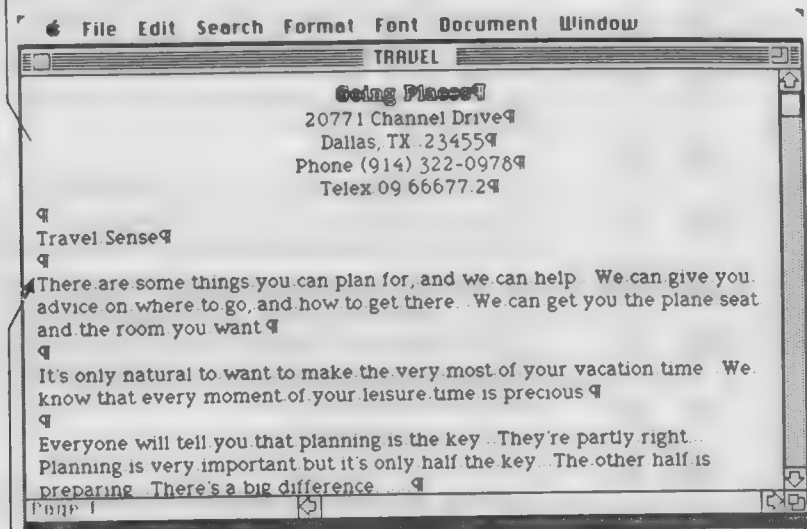 File Edit Search Format Font Document Window
TRAVEL
Going Places¶
20771 Channel Drive¶
Dallas, TX 23455¶
Phone (914) 322-0978¶
Telex 09 66677 2¶
¶
Travel Sense¶
¶
There are some things you can plan for, and we can help We can give you
advice on where to go, and how to get there. We can get you the plane seat
and the room you want ¶
¶
It's only natural to want to make the very most of your vacation time We
know that every moment of your leisure time is precious ¶
¶
Everyone will tell you that planning is the key They're partly right.
Planning is very important but it's only half the key The other half is
preparing There's a big difference ¶
Page 1